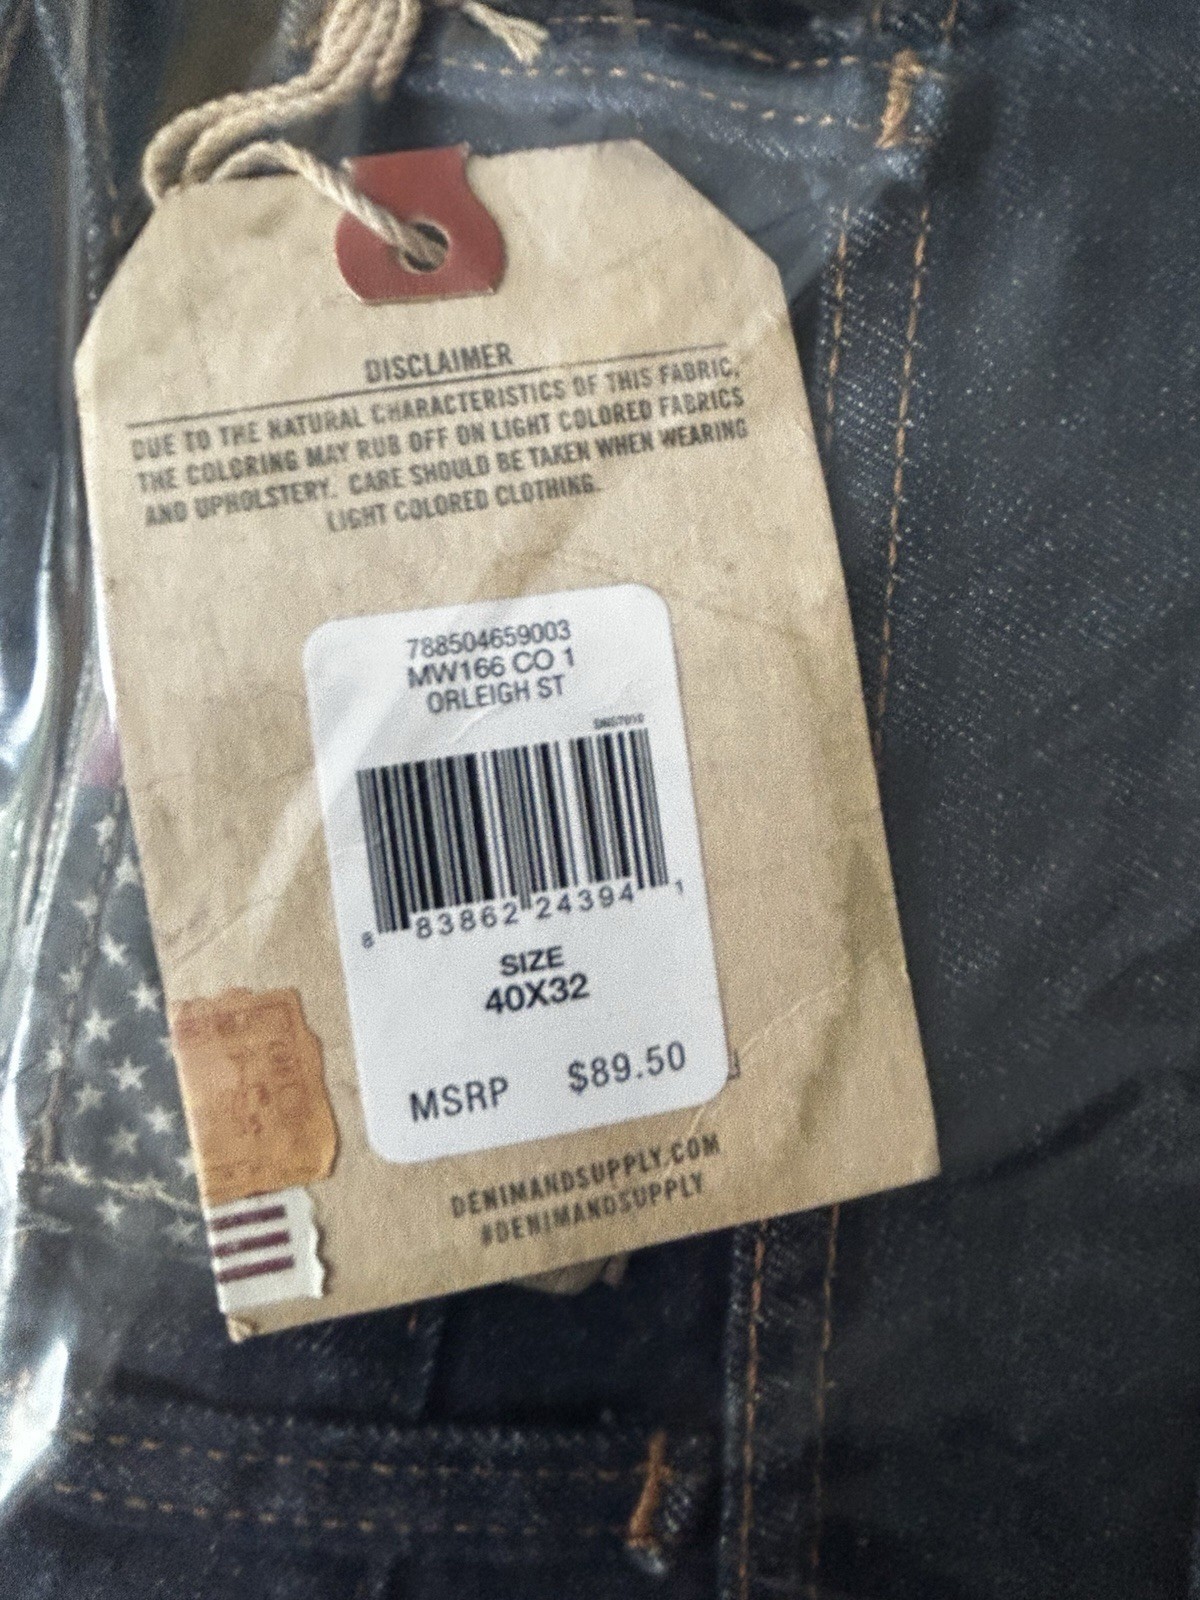 DISCLAIMER
DUE TO THE NATURAL CHARACTERISTICS OF THIS FABRIC,
THE COLORING MAY RUB OFF ON LIGHT COLORED FABRICS
AND UPHOLSTERY. CARE SHOULD BE TAKEN WHEN WEARING
LIGHT COLORED CLOTHING.
788504659003
MW166 CO 1
ORLEIGH ST
8 83862 24394 1
SIZE
40X32
MSRP $89.50
DENIMANDSUPPLY.COM
#DENIMANDSUPPLY